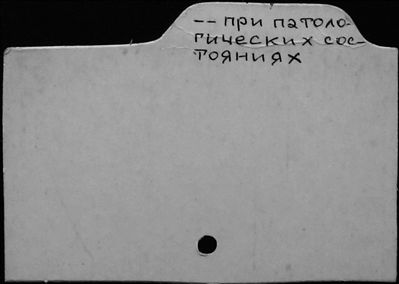 -- при патоло-
гических сос-
тояниях